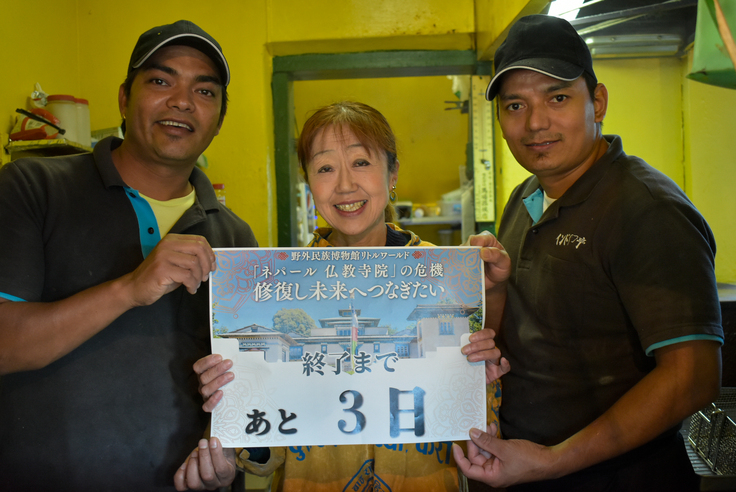 野外民族博物館リトルワールド
「ネパール 仏教寺院」の危機
修復し未来へつなぎたい
終了まで
あと 3日